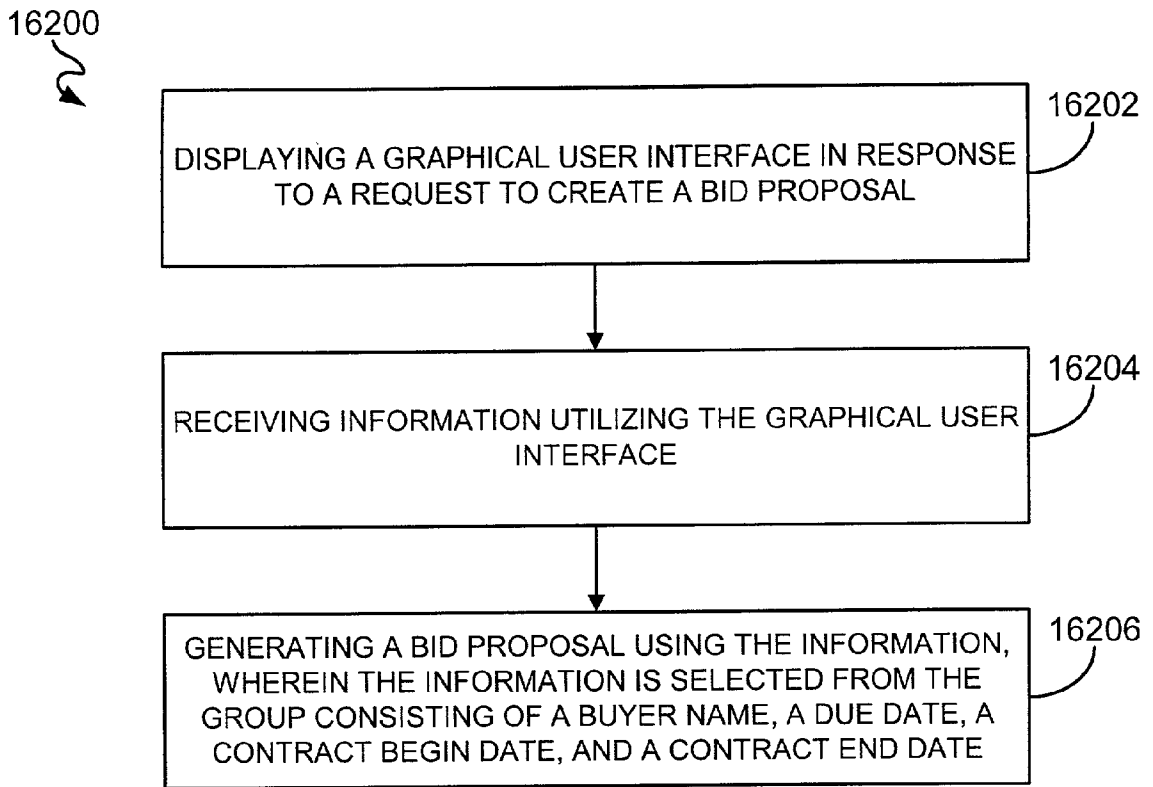 16200
16202
DISPLAYING A GRAPHICAL USER INTERFACE IN RESPONSE
TO A REQUEST TO CREATE A BID PROPOSAL
16204
RECEIVING INFORMATION UTILIZING THE GRAPHICAL USER
INTERFACE
16206
GENERATING A BID PROPOSAL USING THE INFORMATION,
WHEREIN THE INFORMATION IS SELECTED FROM THE
GROUP CONSISTING OF A BUYER NAME, A DUE DATE, A
CONTRACT BEGIN DATE, AND A CONTRACT END DATE